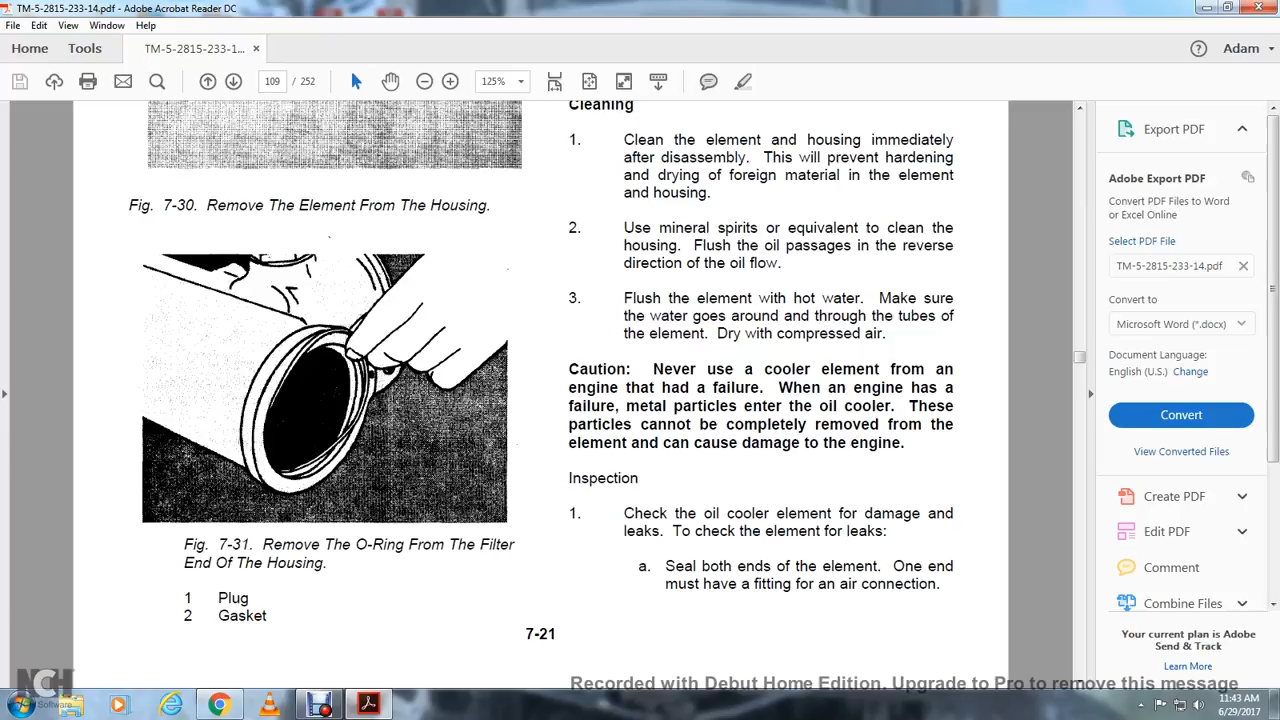 TM-5-2815-233-14.pdf - Adobe Acrobat Reader DC
File Edit View Window Help
Home Tools TM-5-2815-233-1... × Adam
109 / 252 125%
Fig. 7-30. Remove The Element From The Housing.
Fig. 7-31. Remove The O-Ring From The Filter
End Of The Housing.
1 Plug
2 Gasket
Cleaning
1. Clean the element and housing immediately
after disassembly. This will prevent hardening
and drying of foreign material in the element
and housing.
2. Use mineral spirits or equivalent to clean the
housing. Flush the oil passages in the reverse
direction of the oil flow.
3. Flush the element with hot water. Make sure
the water goes around and through the tubes of
the element. Dry with compressed air.
Caution: Never use a cooler element from an
engine that had a failure. When an engine has a
failure, metal particles enter the oil cooler. These
particles cannot be completely removed from the
element and can cause damage to the engine.
Inspection
1. Check the oil cooler element for damage and
leaks. To check the element for leaks:
a. Seal both ends of the element. One end
must have a fitting for an air connection.
7-21
Export PDF
Adobe Export PDF
Convert PDF Files to Word
or Excel Online
Select PDF File
TM-5-2815-233-14.pdf
Convert to
Microsoft Word (*.docx)
Document Language:
English (U.S.) Change
Convert
View Converted Files
Create PDF
Edit PDF
Comment
Combine Files
Your current plan is Adobe
Send & Track
Learn More
NCH
Software
Recorded with Debut Home Edition. Upgrade to Pro to remove this message
11:43 AM
6/29/2017